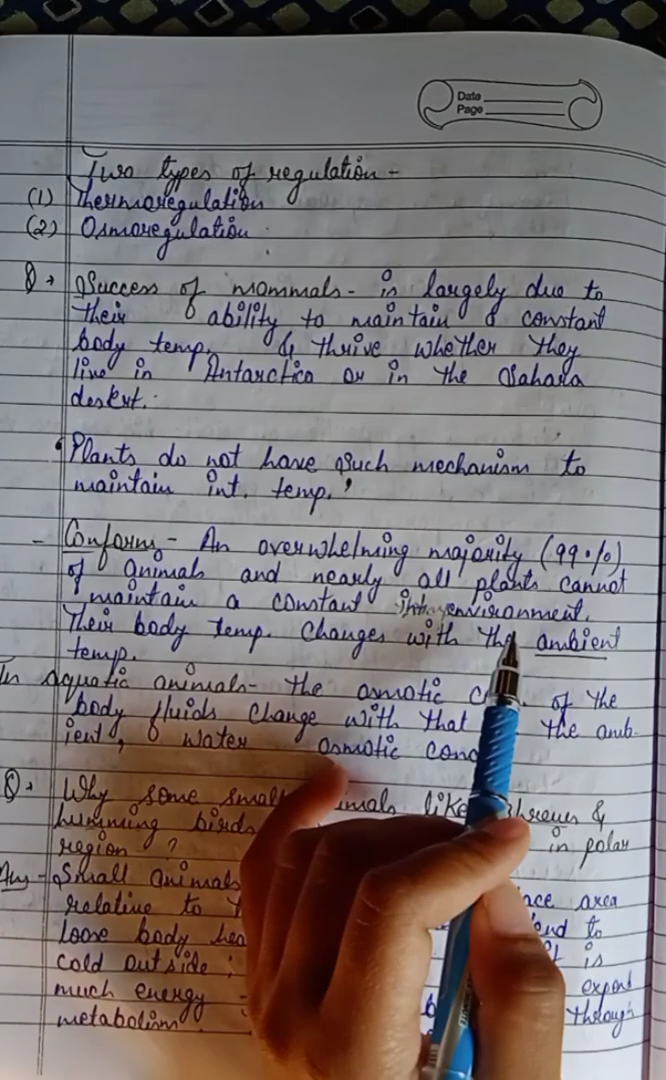 Date
Page
Two types of regulation -
(1) Thermoregulation
(2) Osmoregulation
Q → Success of mammals - is largely due to
their ability to maintain a constant
body temp. & thrive whether they
live in Antarctica or in the Sahara
desert.
Plants do not have such mechanism to
maintain int. temp.
- Conform - An overwhelming majority (99%)
of animals and nearly all plants cannot
maintain a constant environment.
Their body temp. changes with the ambient
temp.
In aquatic animals - the osmotic of the
body fluids change with that the amb-
ient, water osmotic conc
Q. Why some small like shrews &
humming birds in polar
region ?
Ans - Small animals area
relative to to
loose body is
cold outside ; expend
much energy through
metabolism.